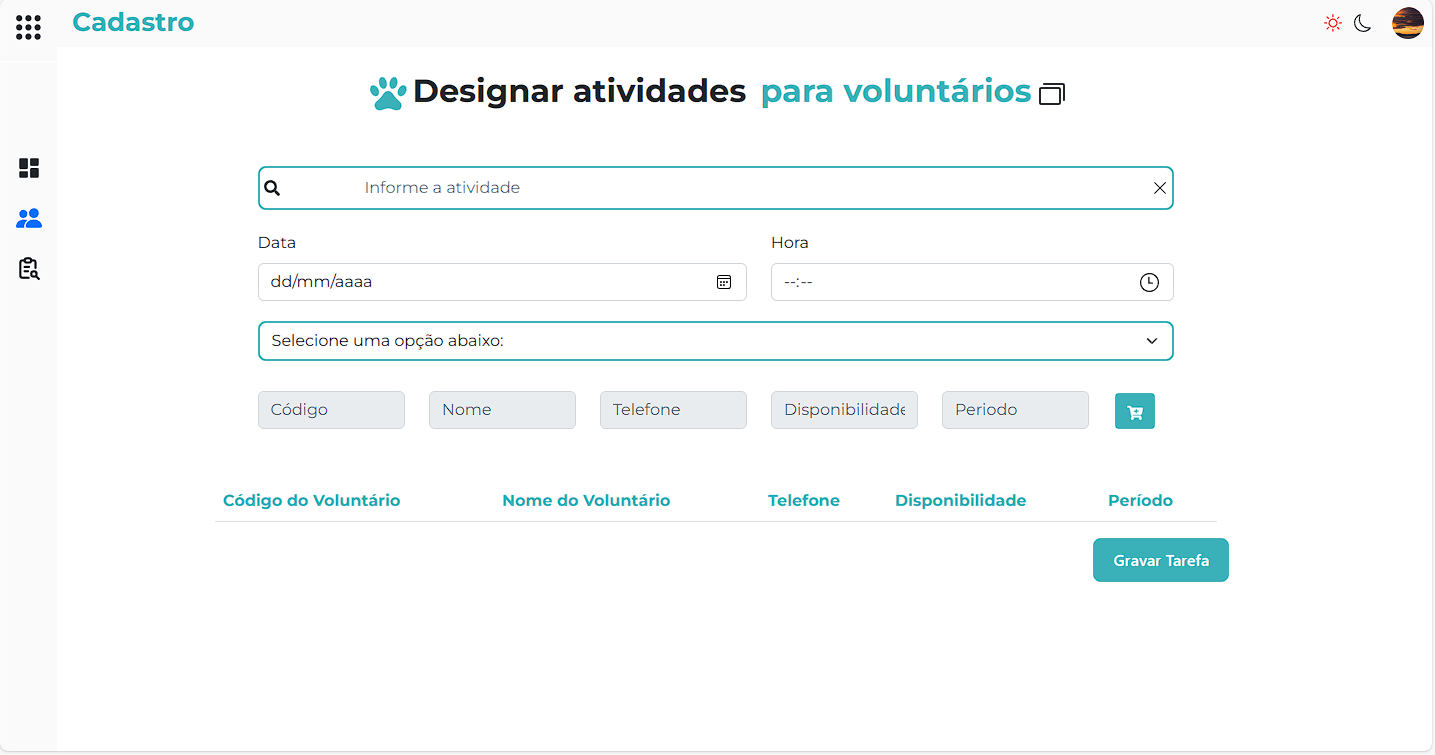 Cadastro
Designar atividades para voluntários
Informe a atividade
Data Hora
dd/mm/aaaa --:--
Selecione uma opção abaixo:
Código Nome Telefone Disponibilidade Periodo
Código do Voluntário Nome do Voluntário Telefone Disponibilidade Período
Gravar Tarefa